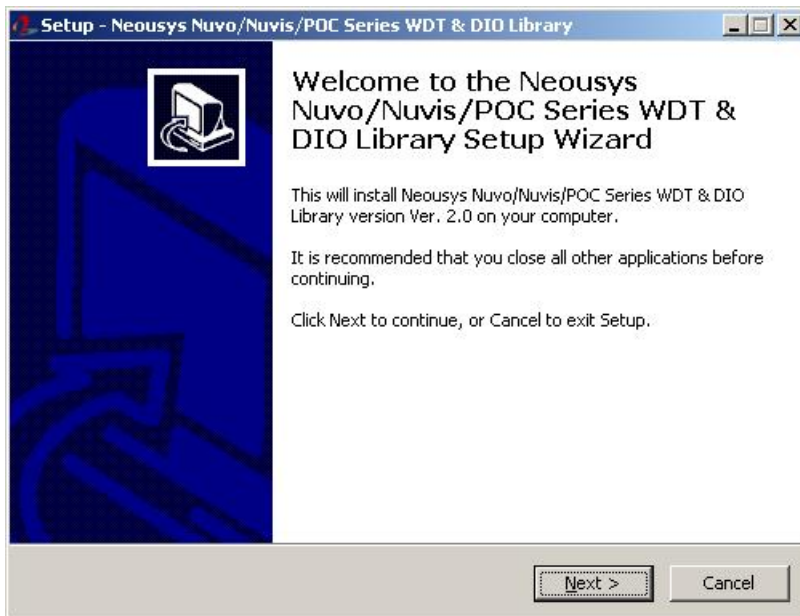 Setup - Neousys Nuvo/Nuvis/POC Series WDT & DIO Library
Welcome to the Neousys
Nuvo/Nuvis/POC Series WDT &
DIO Library Setup Wizard
This will install Neousys Nuvo/Nuvis/POC Series WDT & DIO
Library version Ver. 2.0 on your computer.
It is recommended that you close all other applications before
continuing.
Click Next to continue, or Cancel to exit Setup.
Next >
Cancel